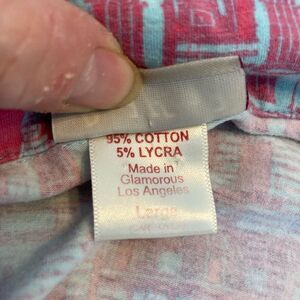 95% COTTON
5% LYCRA
Made in
Glamorous
Los Angeles
Large